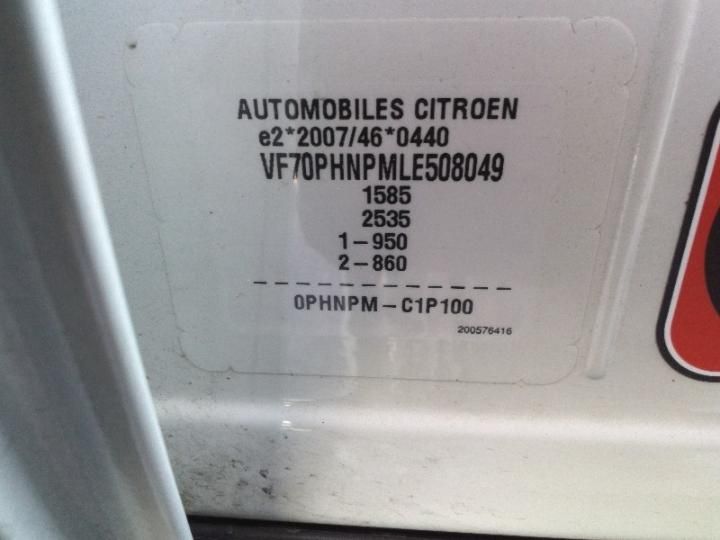 AUTOMOBILES CITROEN
e2*2007/46*0440
VF70PHNPMLE508049
1585
2535
1-950
2-860
0PHNPM-C1P100
200576416